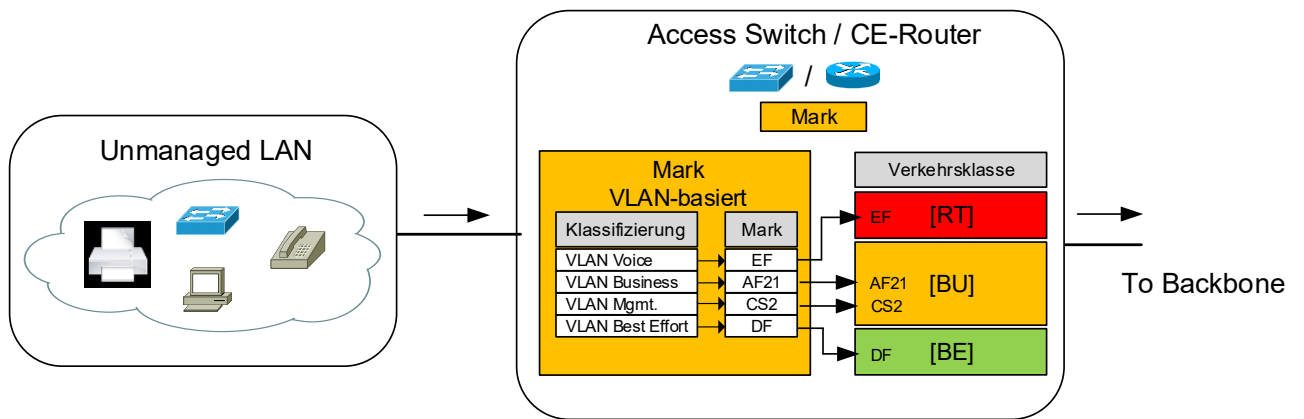 Access Switch / CE-Router
/
Mark
Unmanaged LAN
Mark
VLAN-basiert
Klassifizierung Mark
VLAN Voice EF
VLAN Business AF21
VLAN Mgmt. CS2
VLAN Best Effort DF
Verkehrsklasse
EF [RT]
AF21 [BU]
CS2
DF [BE]
To Backbone